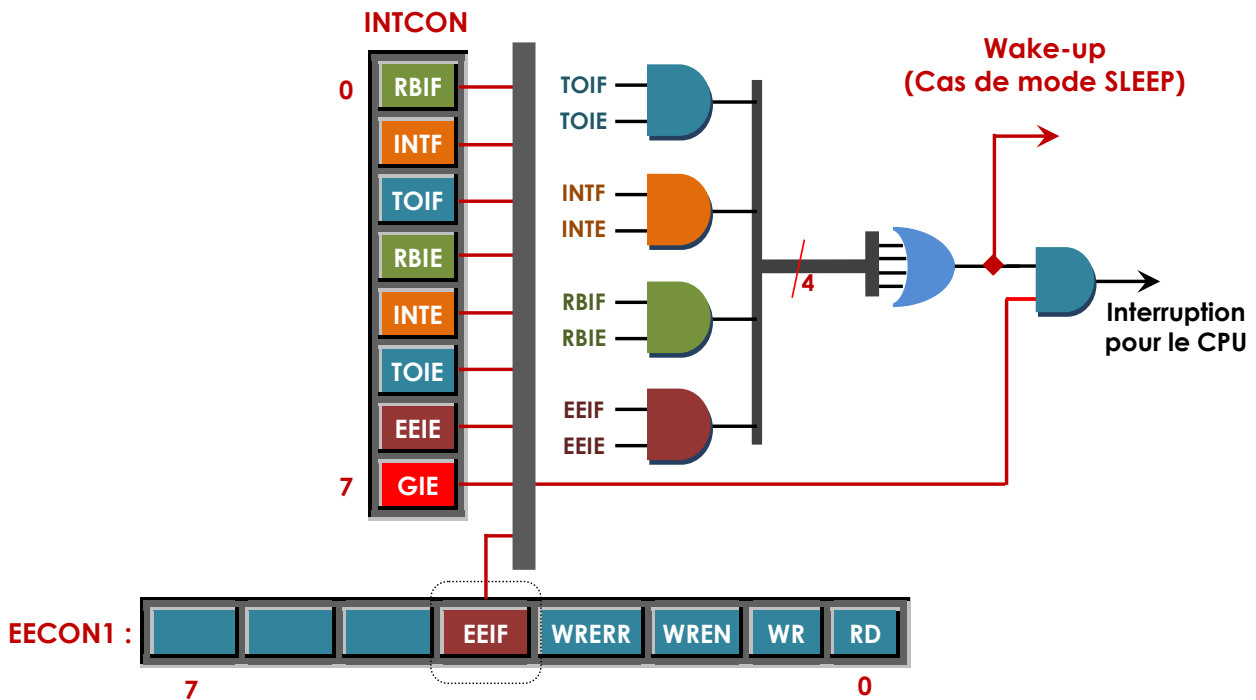 INTCON
0
RBIF
INTF
TOIF
RBIE
INTE
TOIE
EEIE
7
GIE
TOIF
TOIE
INTF
INTE
RBIF
RBIE
EEIF
EEIE
4
Wake-up
(Cas de mode SLEEP)
Interruption
pour le CPU
EECON1 :
EEIF
WRERR
WREN
WR
RD
7
0